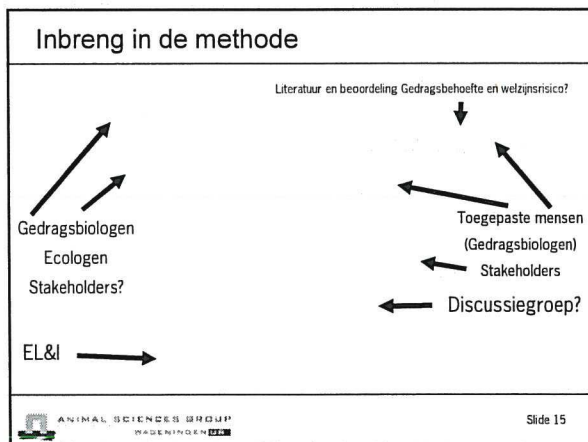 Inbreng in de methode
Literatuur en beoordeling Gedragsbehoefte en welzijnsrisico?
Gedragsbiologen
Ecologen
Stakeholders?
Toegepaste mensen
(Gedragsbiologen)
Stakeholders
Discussiegroep?
EL&I
ANIMAL SCIENCES GROUP
WAGENINGEN UR
Slide 15